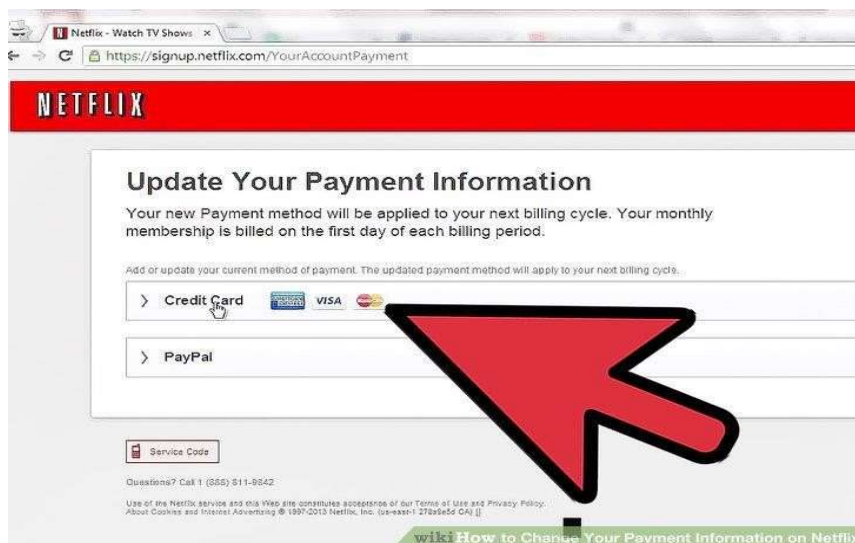 Netflix - Watch TV Shows
https://signup.netflix.com/YourAccountPayment
NETFLIX
Update Your Payment Information
Your new Payment method will be applied to your next billing cycle. Your monthly
membership is billed on the first day of each billing period.
Add or update your current method of payment. The updated payment method will apply to your next billing cycle.
Credit Card VISA
PayPal
Service Code
Questions? Call 1 (888) 811-9842
Use of the Netflix service and this Web site constitutes acceptance of our Terms of Use and Privacy Policy.
About Cookies and Internet Advertising © 1997-2013 Netflix, Inc.
wikiHow to Change Your Payment Information on Netflix